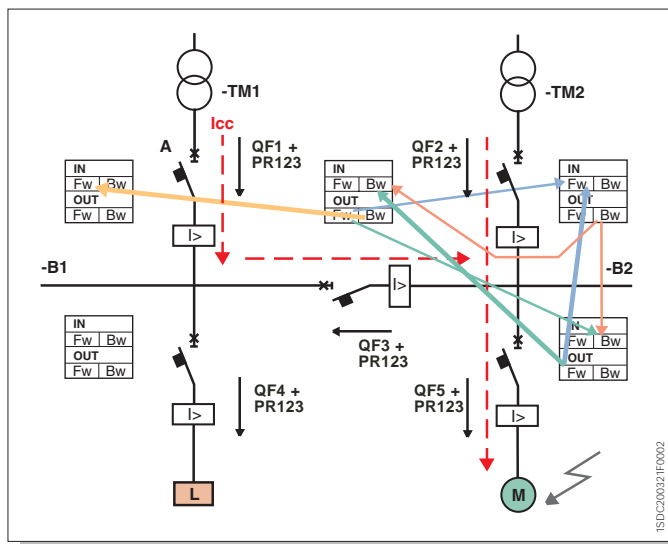 -TM1
-TM2
Icc
A
QF1 +
PR123
QF2 +
PR123
IN
Fw Bw
OUT
Fw Bw
IN
Fw Bw
OUT
Fw Bw
IN
Fw Bw
OUT
Fw Bw
I>
I>
-B1
-B2
I>
QF3 +
PR123
IN
Fw Bw
OUT
Fw Bw
IN
Fw Bw
OUT
Fw Bw
QF4 +
PR123
QF5 +
PR123
I>
I>
L
M
1SDC200321F0002